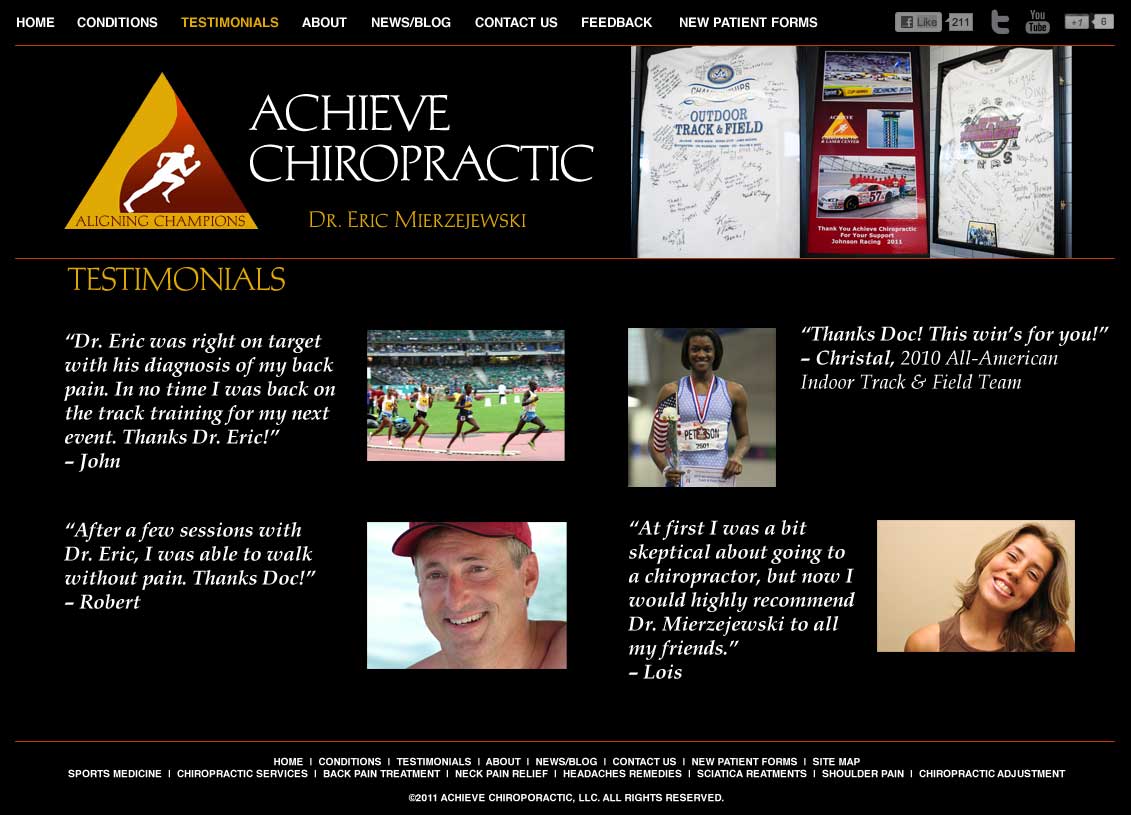 HOME CONDITIONS TESTIMONIALS ABOUT NEWS/BLOG CONTACT US FEEDBACK NEW PATIENT FORMS
Like 211 You Tube +1 6
ACHIEVE
CHIROPRACTIC
ALIGNING CHAMPIONS
DR. ERIC MIERZEJEWSKI
CHAMPIONSHIPS
OUTDOOR
TRACK & FIELD
57
Thank You Achieve Chiropractic
For Your Support
Johnson Racing 2011
TESTIMONIALS
“Dr. Eric was right on target
with his diagnosis of my back
pain. In no time I was back on
the track training for my next
event. Thanks Dr. Eric!”
– John
“Thanks Doc! This win’s for you!”
– Christal, 2010 All-American
Indoor Track & Field Team
“After a few sessions with
Dr. Eric, I was able to walk
without pain. Thanks Doc!”
– Robert
“At first I was a bit
skeptical about going to
a chiropractor, but now I
would highly recommend
Dr. Mierzejewski to all
my friends.”
– Lois
HOME | CONDITIONS | TESTIMONIALS | ABOUT | NEWS/BLOG | CONTACT US | NEW PATIENT FORMS | SITE MAP
SPORTS MEDICINE | CHIROPRACTIC SERVICES | BACK PAIN TREATMENT | NECK PAIN RELIEF | HEADACHES REMEDIES | SCIATICA REATMENTS | SHOULDER PAIN | CHIROPRACTIC ADJUSTMENT
©2011 ACHIEVE CHIROPORACTIC, LLC. ALL RIGHTS RESERVED.